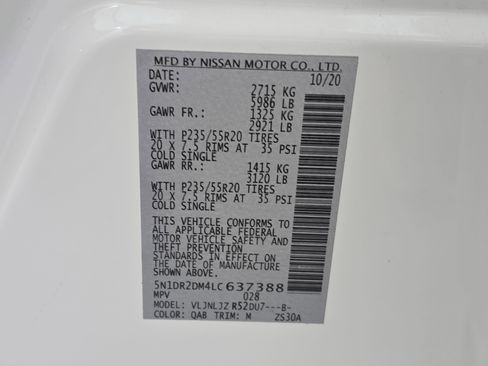 MFD BY NISSAN MOTOR CO., LTD.
DATE: 10/20
GVWR: 2715 KG
5986 LB
GAWR FR.: 1325 KG
2921 LB
WITH P235/55R20 TIRES
20 X 7.5 RIMS AT 35 PSI
COLD SINGLE
GAWR RR.: 1415 KG
3120 LB
WITH P235/55R20 TIRES
20 X 7.5 RIMS AT 35 PSI
COLD SINGLE
THIS VEHICLE CONFORMS TO
ALL APPLICABLE FEDERAL
MOTOR VEHICLE SAFETY AND
THEFT PREVENTION
STANDARDS IN EFFECT ON
THE DATE OF MANUFACTURE
SHOWN ABOVE.
5N1DR2DM4LC637388
MPV 028
MODEL: VLJNLJZ R52DU7---B-
COLOR: QAB TRIM: M ZS30A